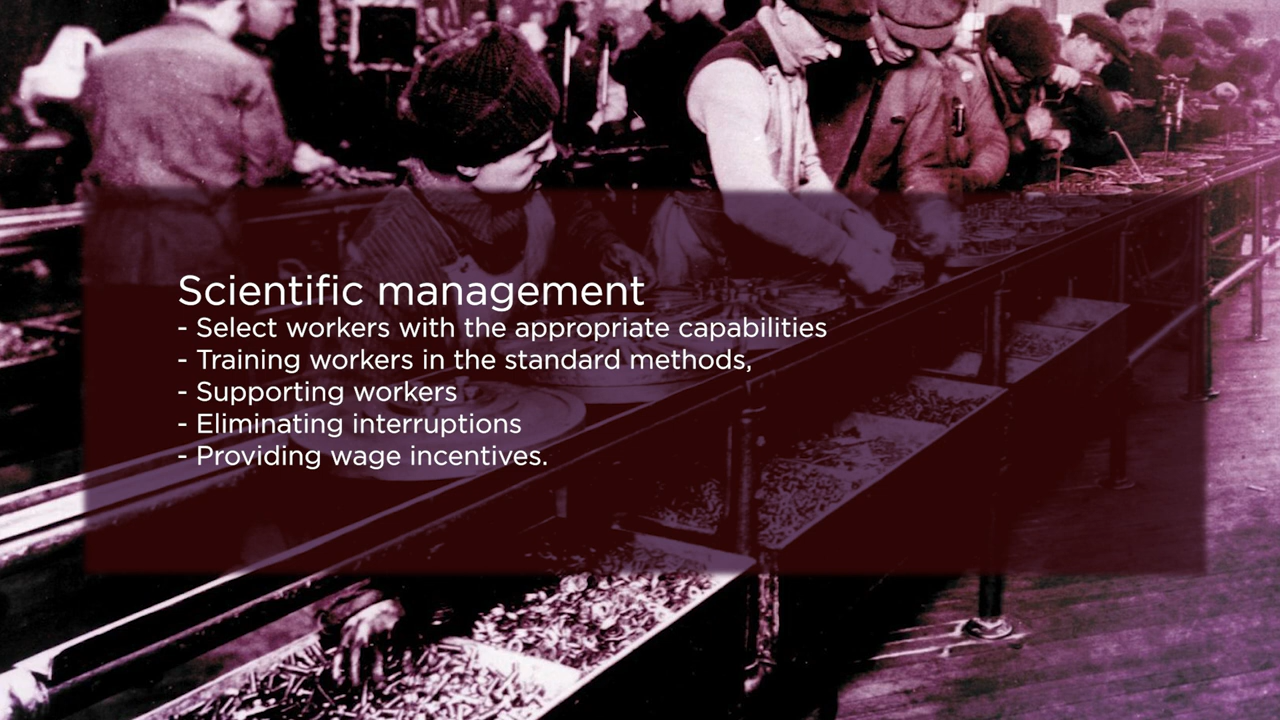 Scientific management
- Select workers with the appropriate capabilities
- Training workers in the standard methods,
- Supporting workers
- Eliminating interruptions
- Providing wage incentives.